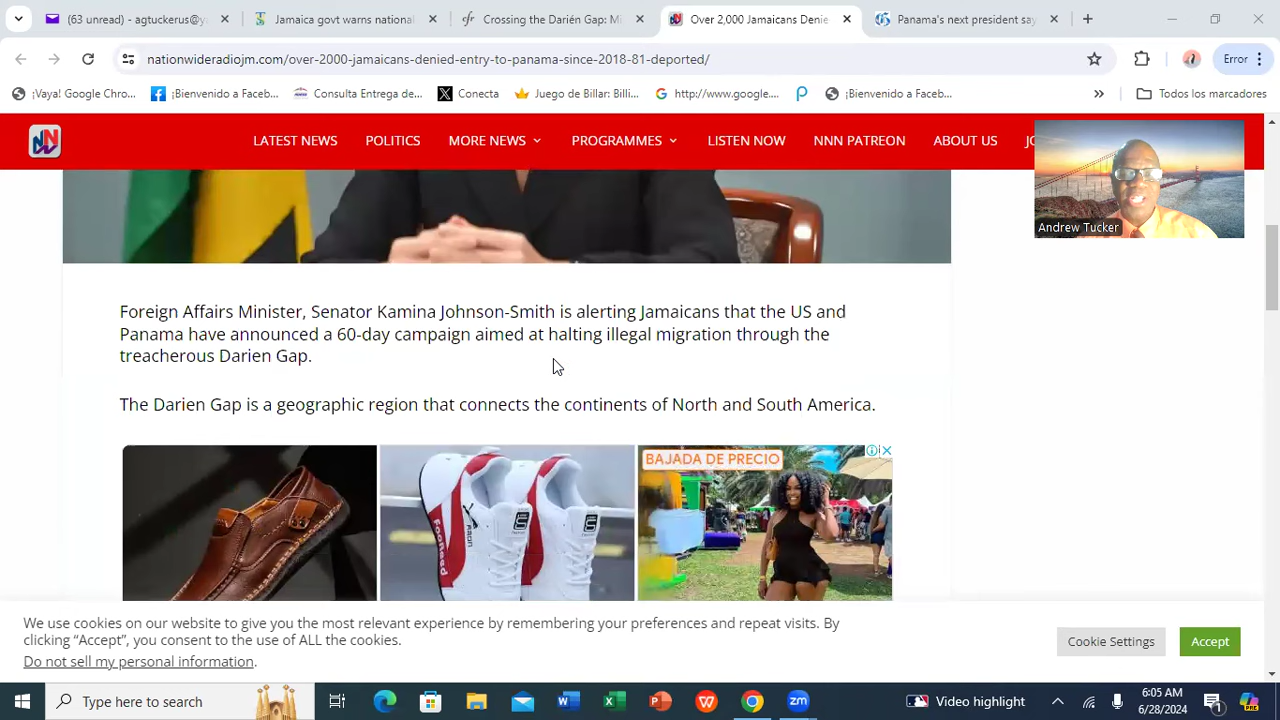 (63 unread) - agtuckerus@y
Jamaica govt warns national
Crossing the Darién Gap: Mi
Over 2,000 Jamaicans Denie
Panama's next president say
nationwideradiojm.com/over-2000-jamaicans-denied-entry-to-panama-since-2018-81-deported/
Error
¡Vaya! Google Chro...
¡Bienvenido a Faceb...
Consulta Entrega de...
Conecta
Juego de Billar: Billi...
http://www.google....
¡Bienvenido a Faceb...
Todos los marcadores
LATEST NEWS
POLITICS
MORE NEWS
PROGRAMMES
LISTEN NOW
NNN PATREON
ABOUT US
JO
Andrew Tucker
Foreign Affairs Minister, Senator Kamina Johnson-Smith is alerting Jamaicans that the US and
Panama have announced a 60-day campaign aimed at halting illegal migration through the
treacherous Darien Gap.
The Darien Gap is a geographic region that connects the continents of North and South America.
BAJADA DE PRECIO
We use cookies on our website to give you the most relevant experience by remembering your preferences and repeat visits. By
clicking “Accept”, you consent to the use of ALL the cookies.
Do not sell my personal information.
Cookie Settings
Accept
Type here to search
Video highlight
6:05 AM
6/28/2024